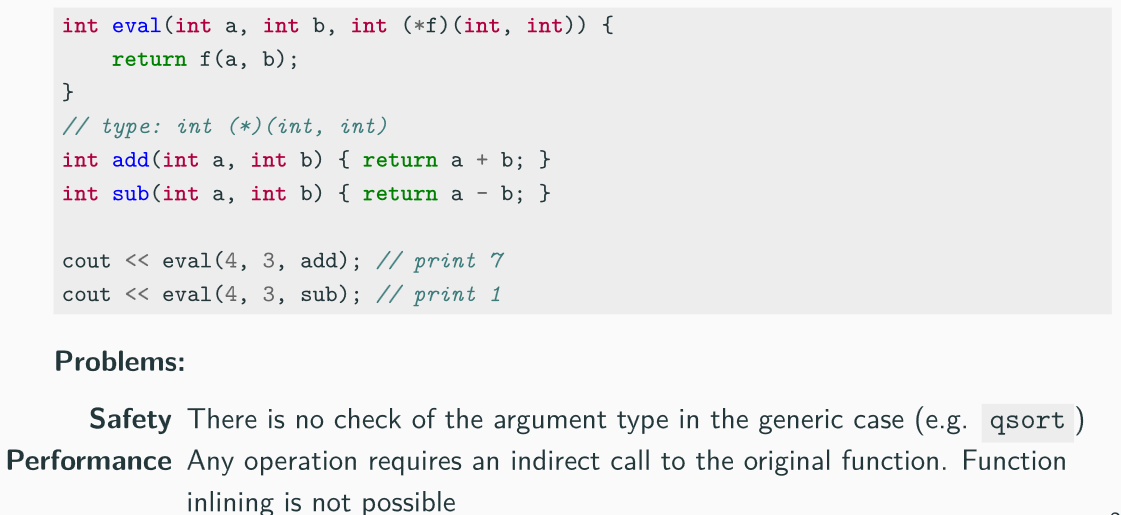 int eval(int a, int b, int (*f)(int, int)) {
    return f(a, b);
}
// type: int (*)(int, int)
int add(int a, int b) { return a + b; }
int sub(int a, int b) { return a - b; }

cout << eval(4, 3, add); // print 7
cout << eval(4, 3, sub); // print 1
Problems:
Safety There is no check of the argument type in the generic case (e.g. qsort)
Performance Any operation requires an indirect call to the original function. Function
inlining is not possible